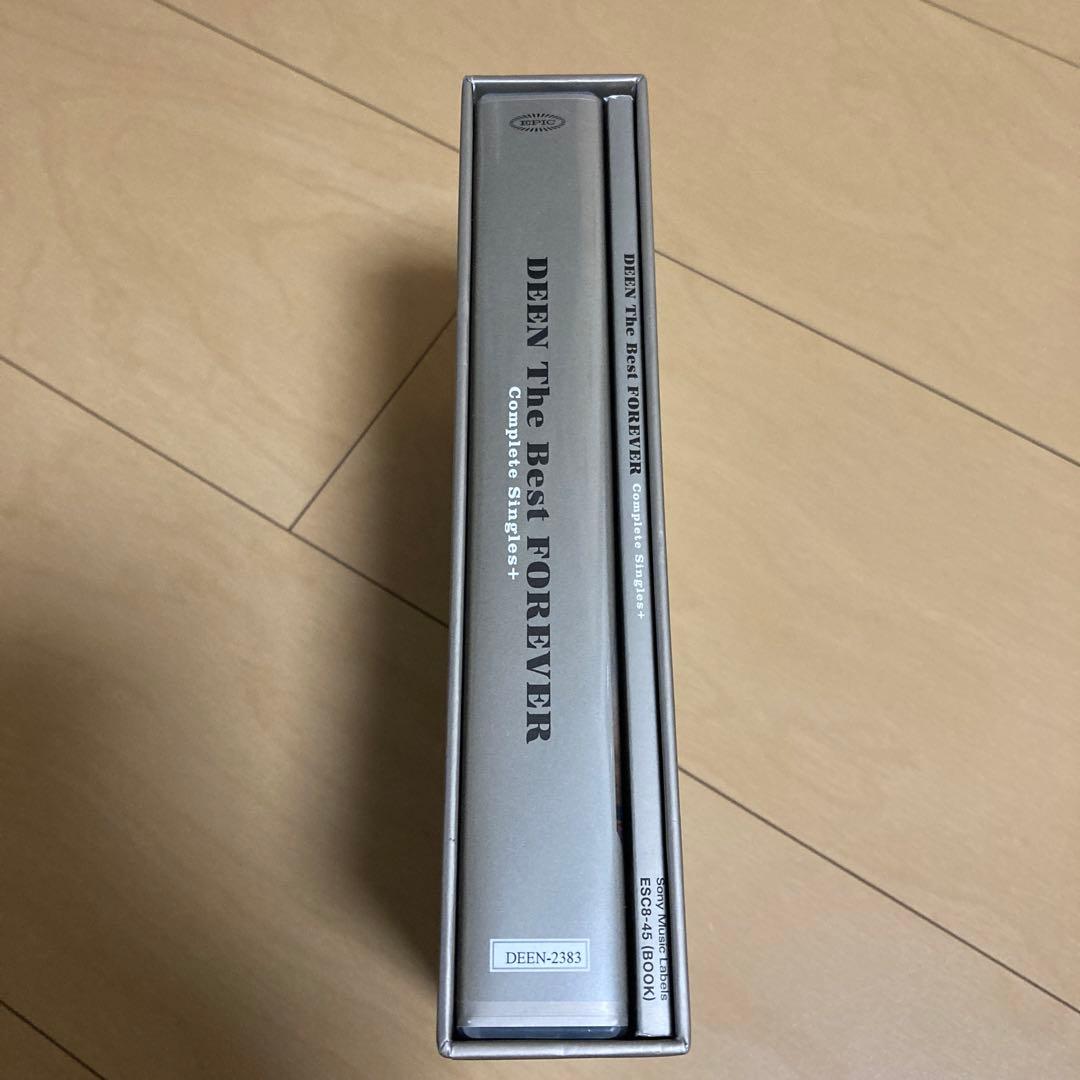 EPIC
DEEN The Best FOREVER
Complete Singles+
DEEN-2383
DEEN The Best FOREVER Complete Singles+
Sony Music Labels
ESC8-45 (BOOK)